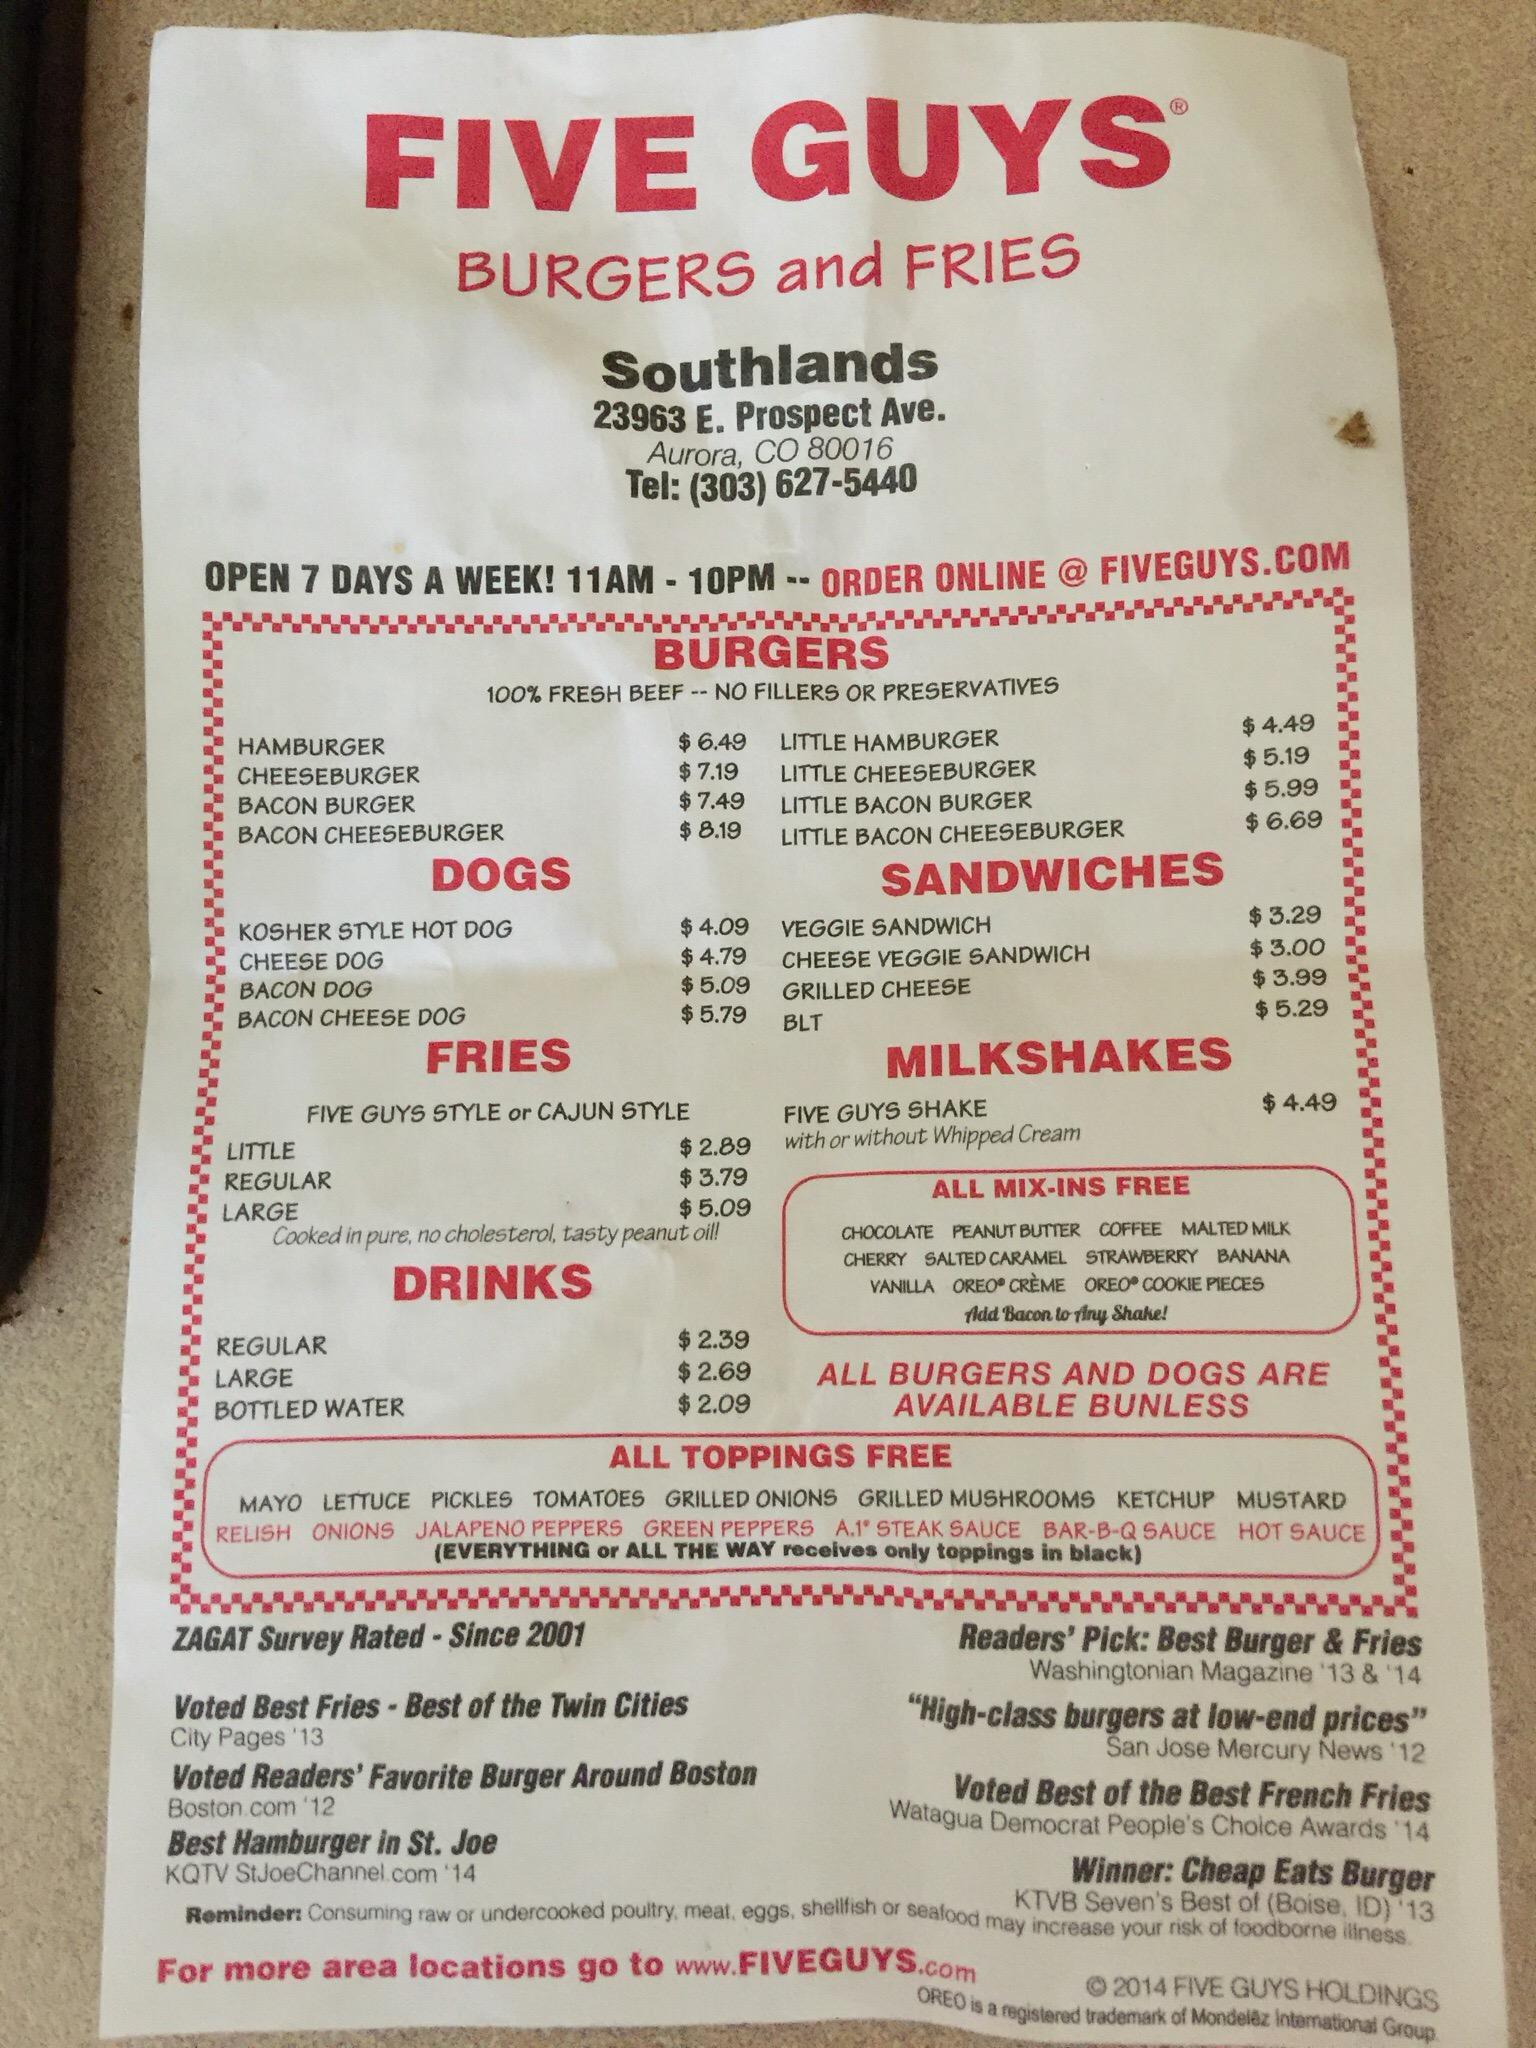 FIVE GUYS®
BURGERS and FRIES
Southlands
23963 E. Prospect Ave.
Aurora, CO 80016
Tel: (303) 627-5440
OPEN 7 DAYS A WEEK! 11AM - 10PM -- ORDER ONLINE @ FIVEGUYS.COM
BURGERS
100% FRESH BEEF -- NO FILLERS OR PRESERVATIVES
HAMBURGER $ 6.49
CHEESEBURGER $ 7.19
BACON BURGER $ 7.49
BACON CHEESEBURGER $ 8.19
LITTLE HAMBURGER $ 4.49
LITTLE CHEESEBURGER $ 5.19
LITTLE BACON BURGER $ 5.99
LITTLE BACON CHEESEBURGER $ 6.69
DOGS
KOSHER STYLE HOT DOG $ 4.09
CHEESE DOG $ 4.79
BACON DOG $ 5.09
BACON CHEESE DOG $ 5.79
SANDWICHES
VEGGIE SANDWICH $ 3.29
CHEESE VEGGIE SANDWICH $ 3.00
GRILLED CHEESE $ 3.99
BLT $ 5.29
FRIES
FIVE GUYS STYLE or CAJUN STYLE
LITTLE $ 2.89
REGULAR $ 3.79
LARGE $ 5.09
Cooked in pure, no cholesterol, tasty peanut oil!
MILKSHAKES
FIVE GUYS SHAKE $ 4.49
with or without Whipped Cream
ALL MIX-INS FREE
CHOCOLATE PEANUT BUTTER COFFEE MALTED MILK
CHERRY SALTED CARAMEL STRAWBERRY BANANA
VANILLA OREO® CRÈME OREO® COOKIE PIECES
Add Bacon to Any Shake!
DRINKS
REGULAR $ 2.39
LARGE $ 2.69
BOTTLED WATER $ 2.09
ALL BURGERS AND DOGS ARE
AVAILABLE BUNLESS
ALL TOPPINGS FREE
MAYO LETTUCE PICKLES TOMATOES GRILLED ONIONS GRILLED MUSHROOMS KETCHUP MUSTARD
RELISH ONIONS JALAPENO PEPPERS GREEN PEPPERS A.1® STEAK SAUCE BAR-B-Q SAUCE HOT SAUCE
(EVERYTHING or ALL THE WAY receives only toppings in black)
ZAGAT Survey Rated - Since 2001
Voted Best Fries - Best of the Twin Cities
City Pages '13
Voted Readers' Favorite Burger Around Boston
Boston.com '12
Best Hamburger in St. Joe
KQTV StJoeChannel.com '14
Readers' Pick: Best Burger & Fries
Washingtonian Magazine '13 & '14
"High-class burgers at low-end prices"
San Jose Mercury News '12
Voted Best of the Best French Fries
Watagua Democrat People's Choice Awards '14
Winner: Cheap Eats Burger
KTVB Seven's Best of (Boise, ID) '13
Reminder: Consuming raw or undercooked poultry, meat, eggs, shellfish or seafood may increase your risk of foodborne illness.
For more area locations go to www.FIVEGUYS.com
© 2014 FIVE GUYS HOLDINGS
OREO is a registered trademark of Mondelēz International Group.